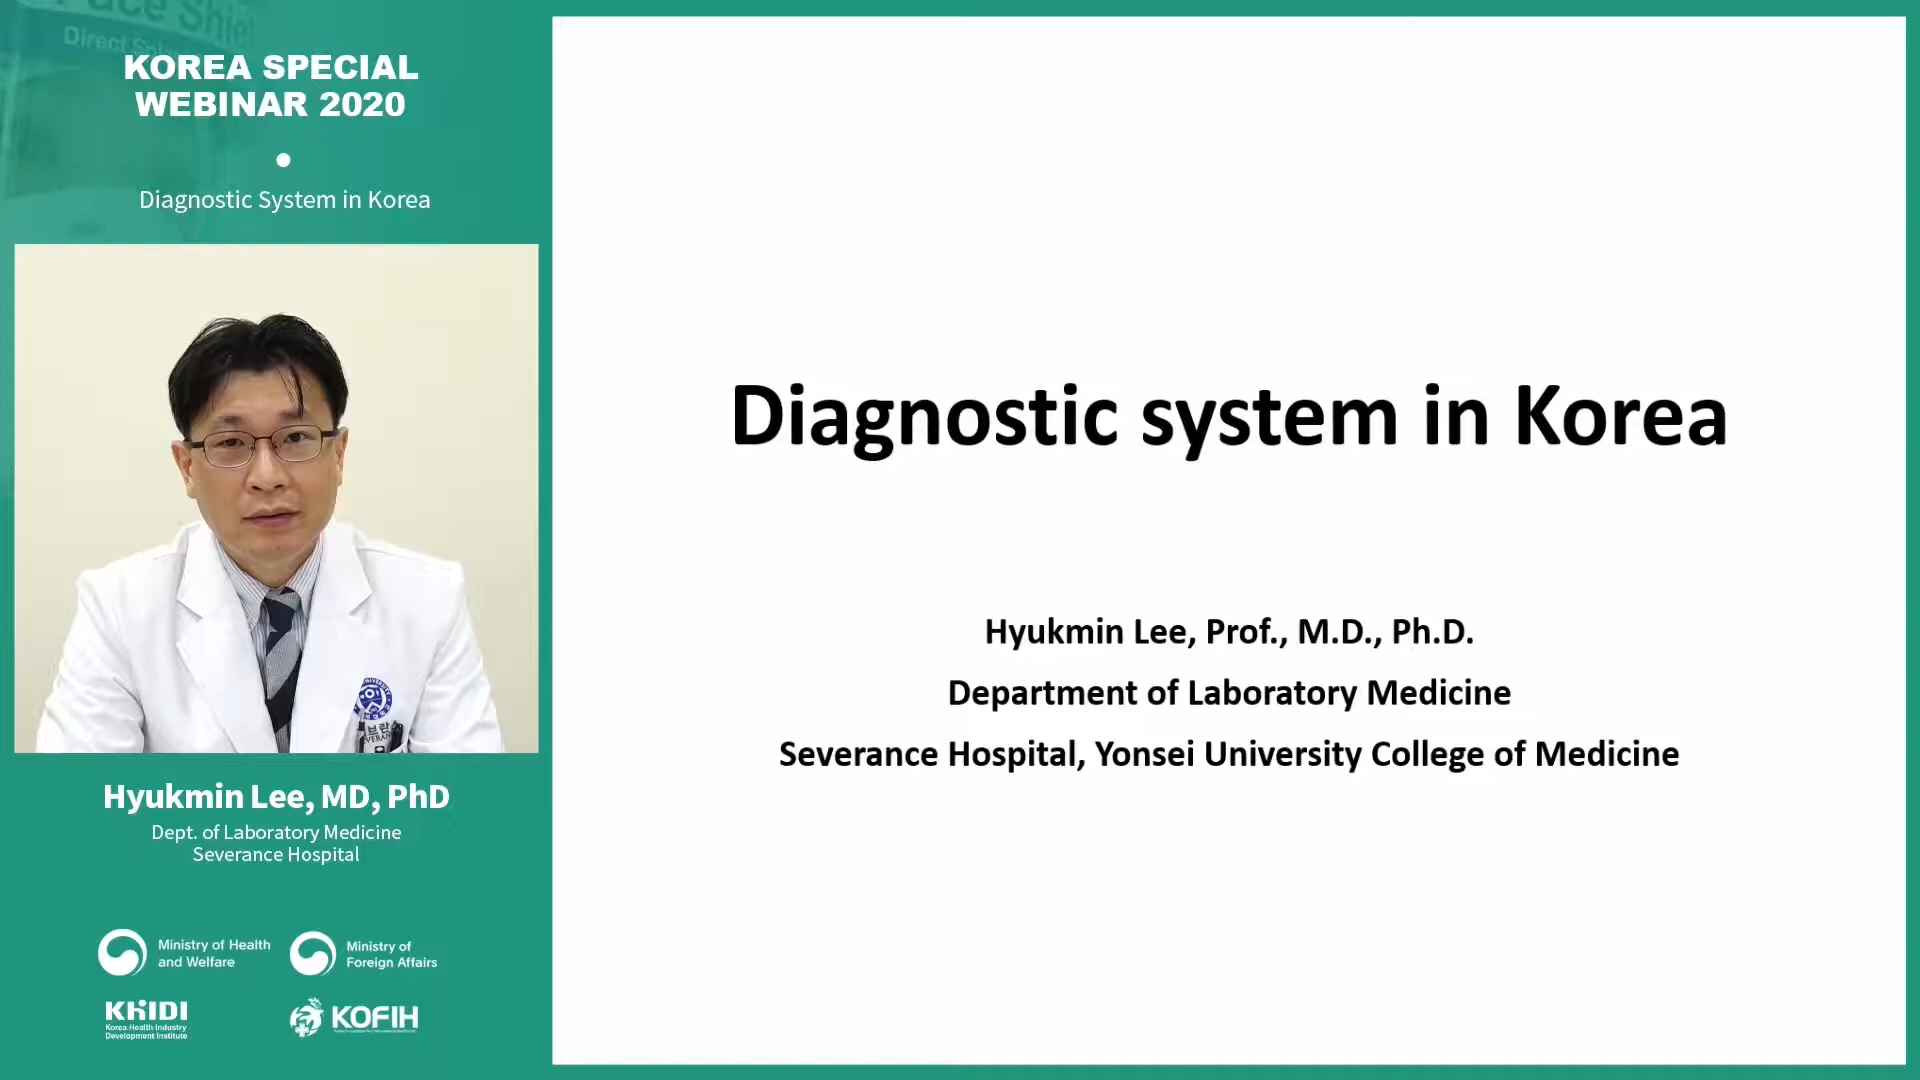 Direct
KOREA SPECIAL
WEBINAR 2020
Diagnostic System in Korea
Hyukmin Lee, MD, PhD
Dept. of Laboratory Medicine
Severance Hospital
Ministry of Health
and Welfare
Ministry of
Foreign Affairs
KHIDI
Korea Health Industry
Development Institute
KOFIH
Diagnostic system in Korea
Hyukmin Lee, Prof., M.D., Ph.D.
Department of Laboratory Medicine
Severance Hospital, Yonsei University College of Medicine